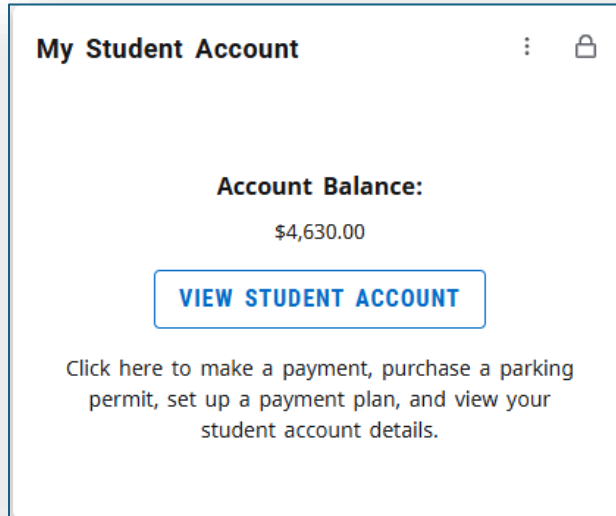 My Student Account
Account Balance:
$4,630.00
VIEW STUDENT ACCOUNT
Click here to make a payment, purchase a parking
permit, set up a payment plan, and view your
student account details.